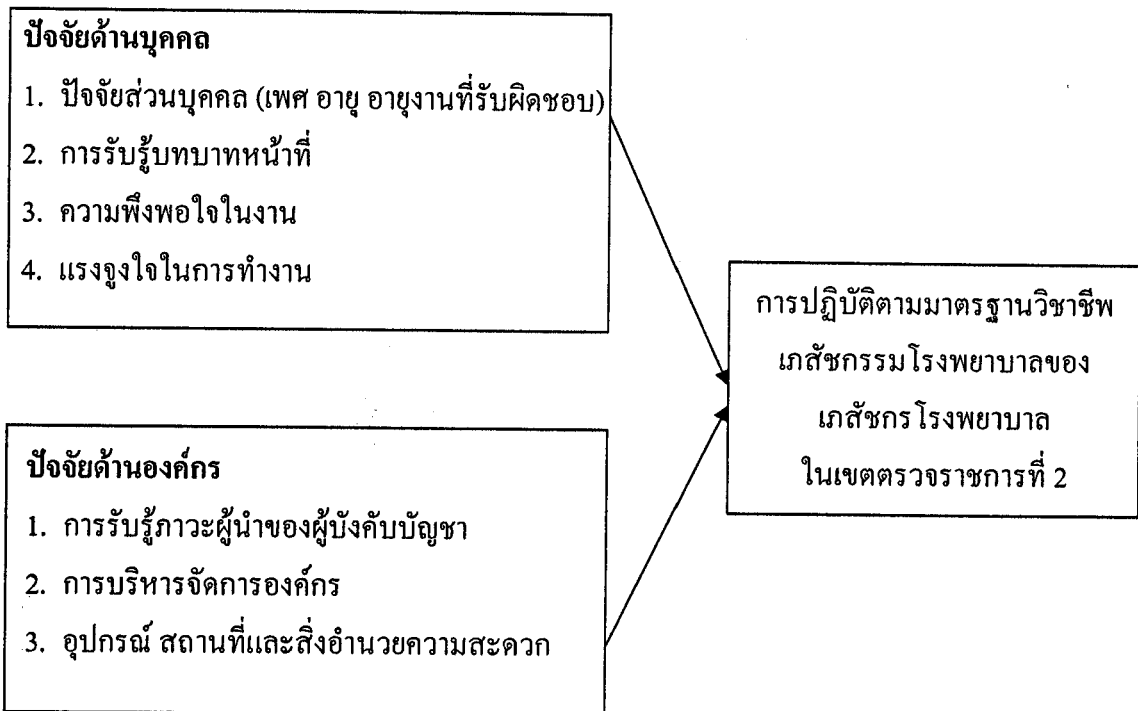 ปัจจัยด้านบุคคล
1. ปัจจัยส่วนบุคคล (เพศ อายุ อายุงานที่รับผิดชอบ)
2. การรับรู้บทบาทหน้าที่
3. ความพึงพอใจในงาน
4. แรงจูงใจในการทำงาน
ปัจจัยด้านองค์กร
1. การรับรู้ภาวะผู้นำของผู้บังคับบัญชา
2. การบริหารจัดการองค์กร
3. อุปกรณ์ สถานที่และสิ่งอำนวยความสะดวก
การปฏิบัติตามมาตรฐานวิชาชีพ
เภสัชกรรมโรงพยาบาลของ
เภสัชกรโรงพยาบาล
ในเขตตรวจราชการที่ 2